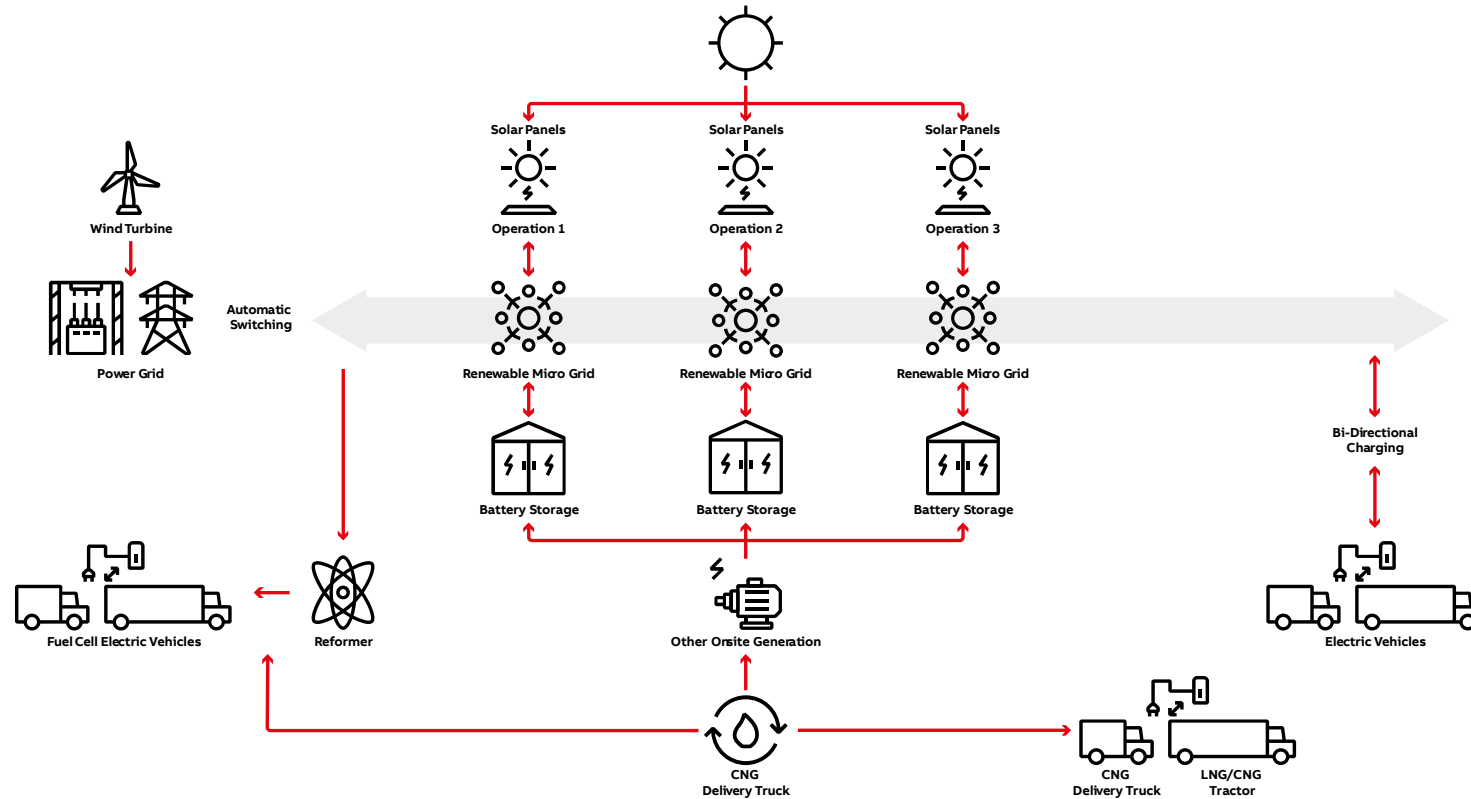 Solar Panels
Solar Panels
Solar Panels
Wind Turbine
Operation 1
Operation 2
Operation 3
Automatic
Switching
Power Grid
Renewable Micro Grid
Renewable Micro Grid
Renewable Micro Grid
Bi-Directional
Charging
Battery Storage
Battery Storage
Battery Storage
Fuel Cell Electric Vehicles
Reformer
Other Onsite Generation
Electric Vehicles
CNG
Delivery Truck
CNG
Delivery Truck
LNG/CNG
Tractor